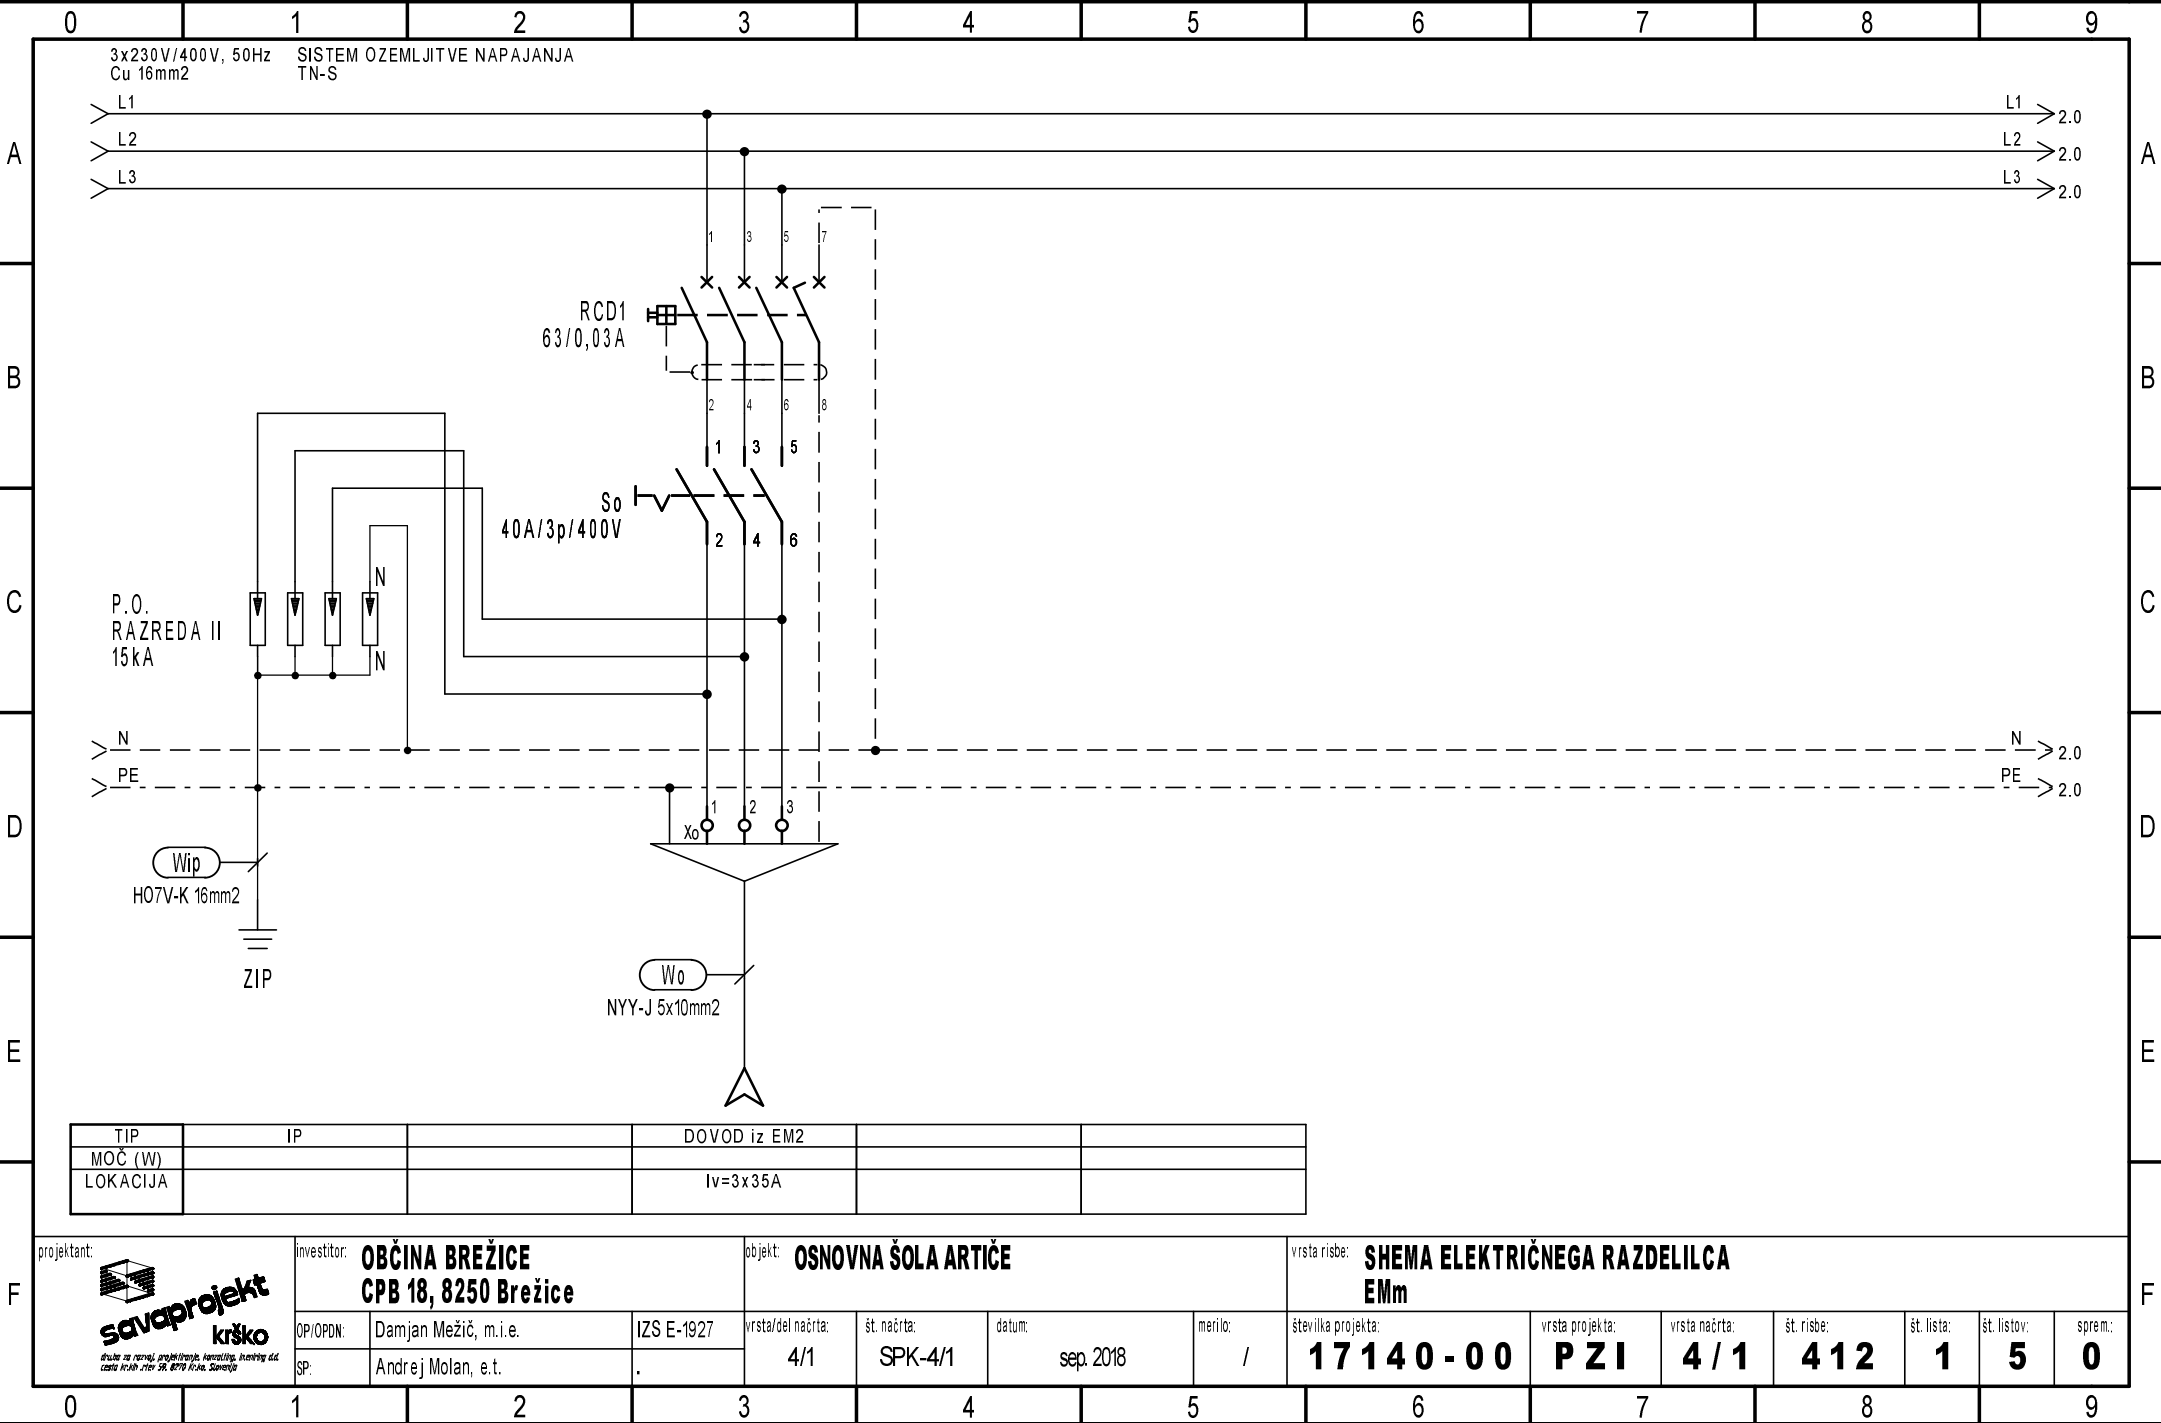 0 1 2 3 4 5 6 7 8 9
3x230V/400V, 50Hz SISTEM OZEMLJITVE NAPAJANJA
Cu 16mm2 TN-S
L1 L1 2.0
L2 L2 2.0
A A
L3 L3 2.0
1 3 5 7
RCD1
63/0,03A
B B
2 4 6 8
1 3 5
So
40A/3p/400V
2 4 6
N
C C
P.O.
RAZREDA II
15kA
N
N N 2.0
PE PE 2.0
1 2 3
D D
Xo
Wip
H07V-K 16mm2
ZIP
Wo
NYY-J 5x10mm2
E E
TIP IP DOVOD iz EM2
MOČ (W)
LOKACIJA Iv=3x35A
F F
projektant:
savaprojekt
krško
investitor: OBČINA BREŽICE
CPB 18, 8250 Brežice
objekt: OSNOVNA ŠOLA ARTIČE
vrsta risbe: SHEMA ELEKTRIČNEGA RAZDELILCA
EMm
OP/OPDN: Damjan Mežič, m.i.e. IZS E-1927
SP: Andrej Molan, e.t. .
vrsta/del načrta: št. načrta: datum: merilo: številka projekta: vrsta projekta: vrsta načrta: št. risbe: št. lista: št. listov: sprem.:
4/1 SPK-4/1 sep. 2018 / 17140-00 PZI 4/1 412 1 5 0
0 1 2 3 4 5 6 7 8 9